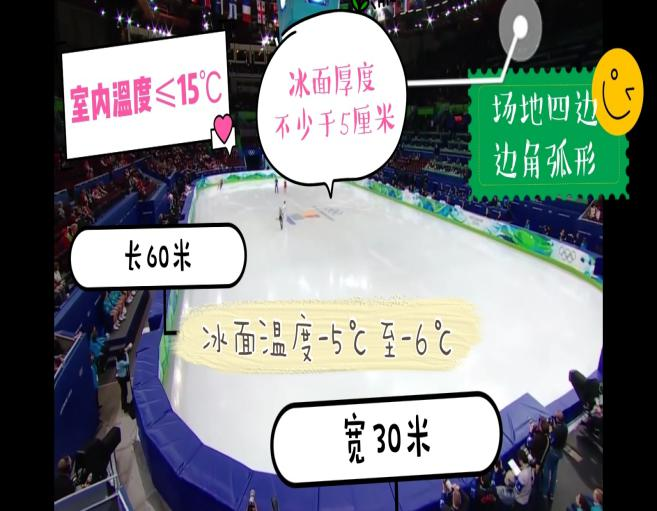 室内温度≤15℃
冰面厚度
不少于5厘米
场地四边
边角弧形
长60米
冰面温度-5℃至-6℃
宽30米